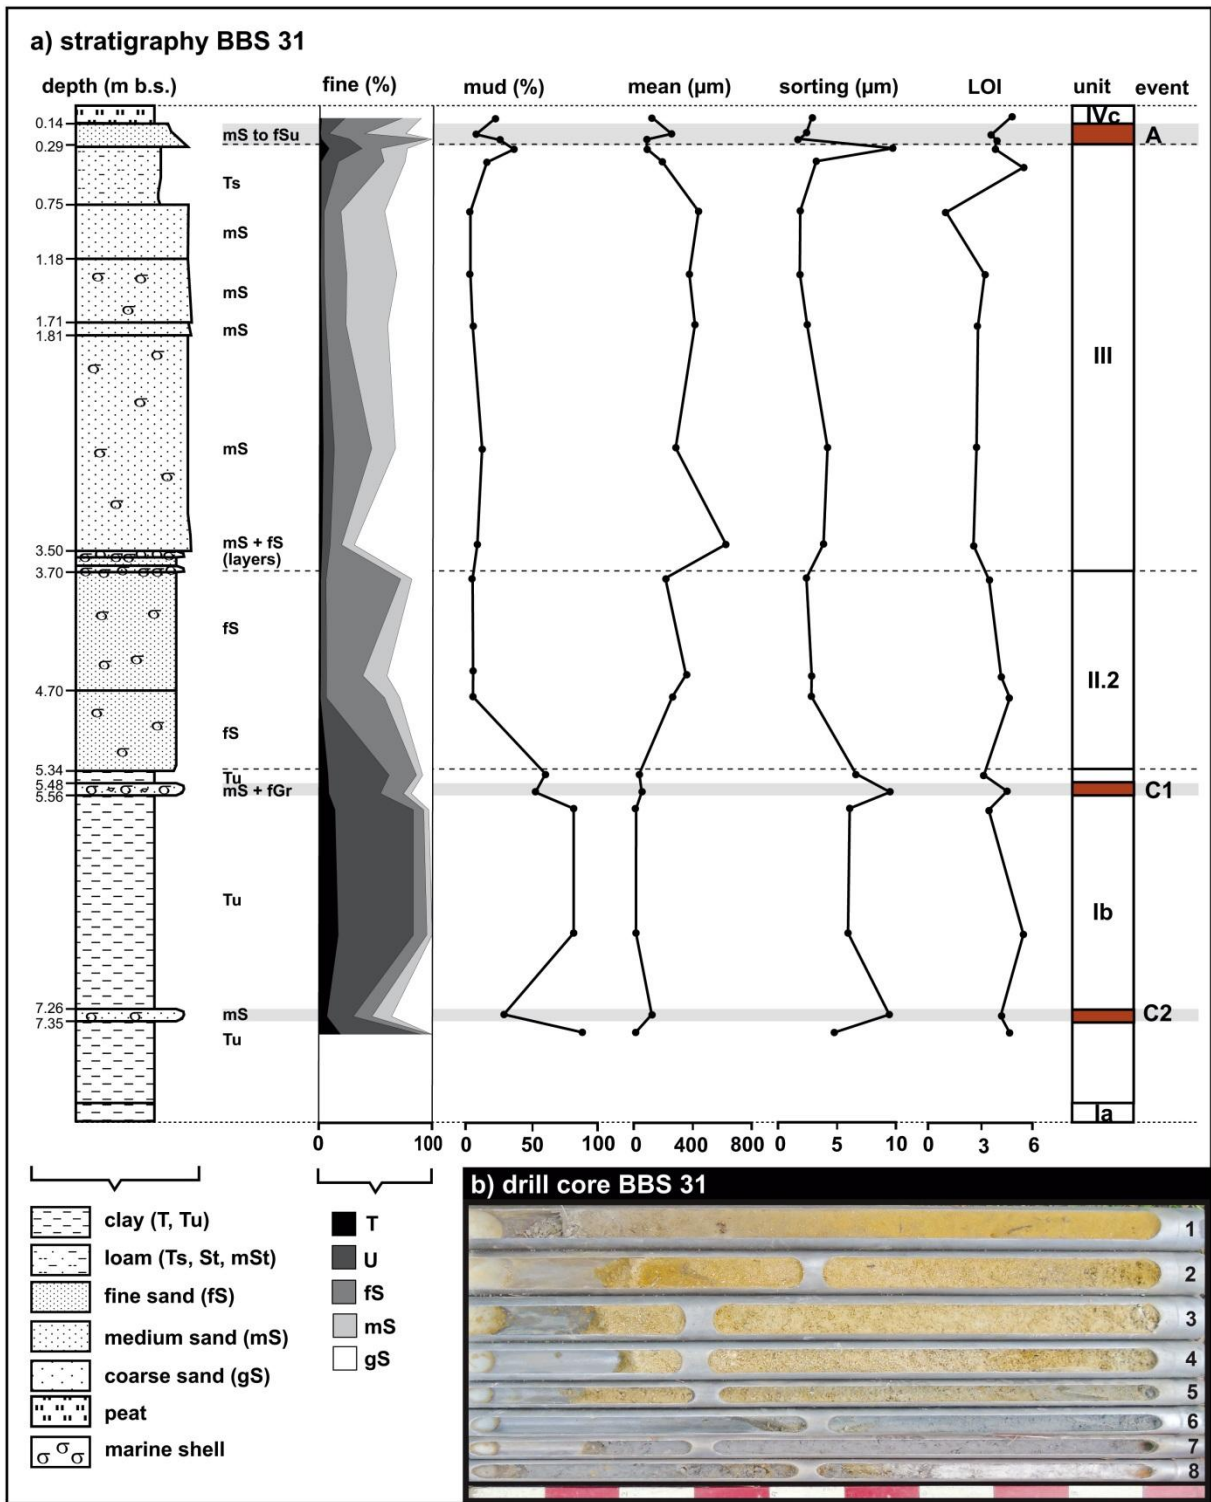 a) stratigraphy BBS 31
depth (m b.s.) fine (%) mud (%) mean (µm) sorting (µm) LOI unit event
IVc
0.14
mS to fSu A
0.29
Ts
0.75
mS
1.18
mS
1.71
mS
1.81
III
mS
3.50
mS + fS
(layers)
3.70
fS
II.2
4.70
fS
5.34
Tu
5.48
mS + fGr C1
5.56
Tu
Ib
7.26
mS C2
7.35
Tu
Ia
0 100 0 50 100 0 400 800 0 5 10 0 3 6
clay (T, Tu)
loam (Ts, St, mSt)
fine sand (fS)
medium sand (mS)
coarse sand (gS)
peat
marine shell
T
U
fS
mS
gS
b) drill core BBS 31
1
2
3
4
5
6
7
8